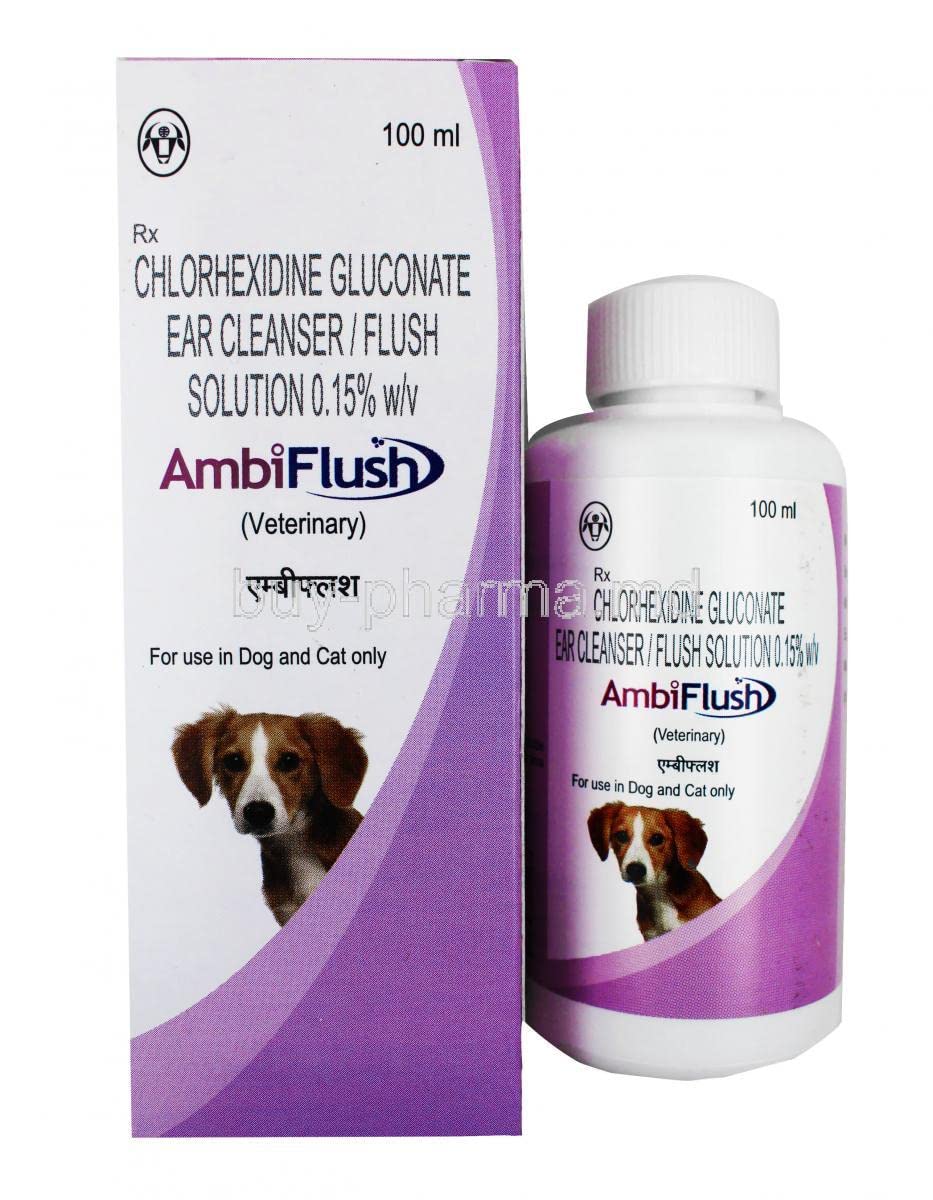 100 ml
Rx
CHLORHEXIDINE GLUCONATE
EAR CLEANSER / FLUSH
SOLUTION 0.15% w/v
AmbiFlush
(Veterinary)
एम्बीफ्लश
For use in Dog and Cat only
100 ml
Rx
CHLORHEXIDINE GLUCONATE
EAR CLEANSER / FLUSH SOLUTION 0.15% w/v
AmbiFlush
(Veterinary)
एम्बीफ्लश
For use in Dog and Cat only
buy-pharma.md